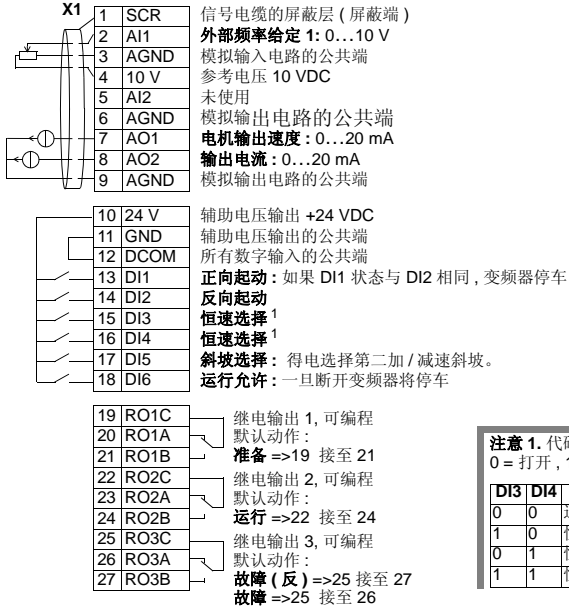 X1
1 SCR 信号电缆的屏蔽层 ( 屏蔽端 )
2 AI1 外部频率给定 1: 0…10 V
3 AGND 模拟输入电路的公共端
4 10 V 参考电压 10 VDC
5 AI2 未使用
6 AGND 模拟输出电路的公共端
7 AO1 电机输出速度 : 0…20 mA
8 AO2 输出电流 : 0…20 mA
9 AGND 模拟输出电路的公共端
10 24 V 辅助电压输出 +24 VDC
11 GND 辅助电压输出的公共端
12 DCOM 所有数字输入的公共端
13 DI1 正向起动 : 如果 DI1 状态与 DI2 相同 , 变频器停车
14 DI2 反向起动
15 DI3 恒速选择 1
16 DI4 恒速选择 1
17 DI5 斜坡选择 : 得电选择第二加 / 减速斜坡。
18 DI6 运行允许 : 一旦断开变频器将停车
19 RO1C 继电输出 1, 可编程
20 RO1A 默认动作 :
21 RO1B 准备 =>19 接至 21
22 RO2C 继电输出 2, 可编程
23 RO2A 默认动作 :
24 RO2B 运行 =>22 接至 24
25 RO3C 继电输出 3, 可编程
26 RO3A 默认动作 :
27 RO3B 故障 ( 反 ) =>25 接至 27
故障 =>25 接至 26
注意 1. 代
0 = 打开 ,
DI3 DI4
0 0
1 0
0 1
1 1